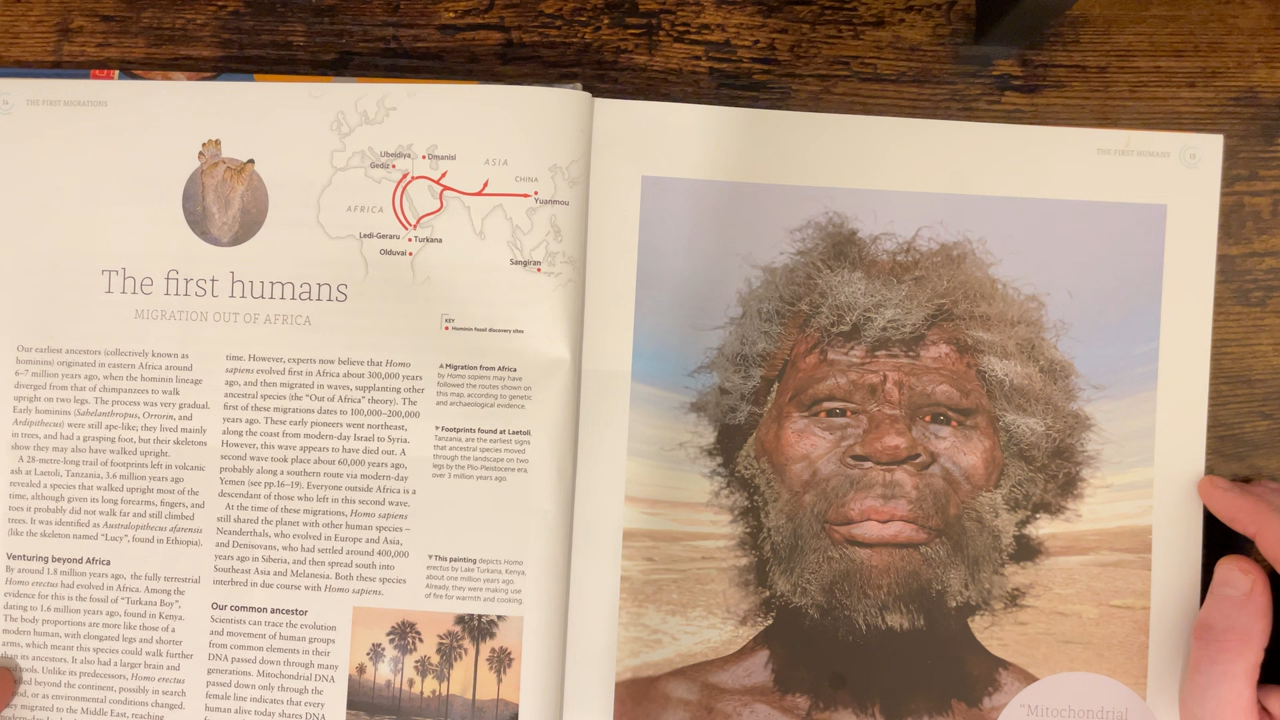 14 THE FIRST MIGRATIONS
Ubeidiya
Dmanisi
Gediz
ASIA
CHINA
Yuanmou
AFRICA
Ledi-Geraru
Turkana
Olduvai
Sangiran
KEY
Hominin fossil discovery sites
The first humans
MIGRATION OUT OF AFRICA
Our earliest ancestors (collectively known as
hominins) originated in eastern Africa around
6–7 million years ago, when the hominin lineage
diverged from that of chimpanzees to walk
upright on two legs. The process was very gradual.
Early hominins (Sahelanthropus, Orrorin, and
Ardipithecus) were still ape-like; they lived mainly
in trees, and had a grasping foot, but their skeletons
show they may also have walked upright.
A 28-metre-long trail of footprints left in volcanic
ash at Laetoli, Tanzania, 3.6 million years ago
revealed a species that walked upright most of the
time, although given its long forearms, fingers, and
toes it probably did not walk far and still climbed
trees. It was identified as Australopithecus afarensis
(like the skeleton named “Lucy”, found in Ethiopia).
Venturing beyond Africa
By around 1.8 million years ago, the fully terrestrial
Homo erectus had evolved in Africa. Among the
evidence for this is the fossil of “Turkana Boy”,
dating to 1.6 million years ago, found in Kenya.
The body proportions are more like those of a
modern human, with elongated legs and shorter
arms, which meant this species could walk further
than its ancestors. It also had a larger brain and
tools. Unlike its predecessors, Homo erectus
beyond the continent, possibly in search
or as environmental conditions changed.
migrated to the Middle East, reaching
time. However, experts now believe that Homo
sapiens evolved first in Africa about 300,000 years
ago, and then migrated in waves, supplanting other
ancestral species (the “Out of Africa” theory). The
first of these migrations dates to 100,000–200,000
years ago. These early pioneers went northeast,
along the coast from modern-day Israel to Syria.
However, this wave appears to have died out. A
second wave took place about 60,000 years ago,
probably along a southern route via modern-day
Yemen (see pp.16–19). Everyone outside Africa is a
descendant of those who left in this second wave.
At the time of these migrations, Homo sapiens
still shared the planet with other human species –
Neanderthals, who evolved in Europe and Asia,
and Denisovans, who had settled around 400,000
years ago in Siberia, and then spread south into
Southeast Asia and Melanesia. Both these species
interbred in due course with Homo sapiens.
Our common ancestor
Scientists can trace the evolution
and movement of human groups
from common elements in their
DNA passed down through many
generations. Mitochondrial DNA
passed down only through the
female line indicates that every
human alive today shares DNA
Migration from Africa
by Homo sapiens may have
followed the routes shown on
this map, according to genetic
and archaeological evidence.
Footprints found at Laetoli,
Tanzania, are the earliest signs
that ancestral species moved
through the landscape on two
legs by the Plio-Pleistocene era,
over 3 million years ago.
This painting depicts Homo
erectus by Lake Turkana, Kenya,
about one million years ago.
Already, they were making use
of fire for warmth and cooking.
THE FIRST HUMANS 15
“Mitochondrial